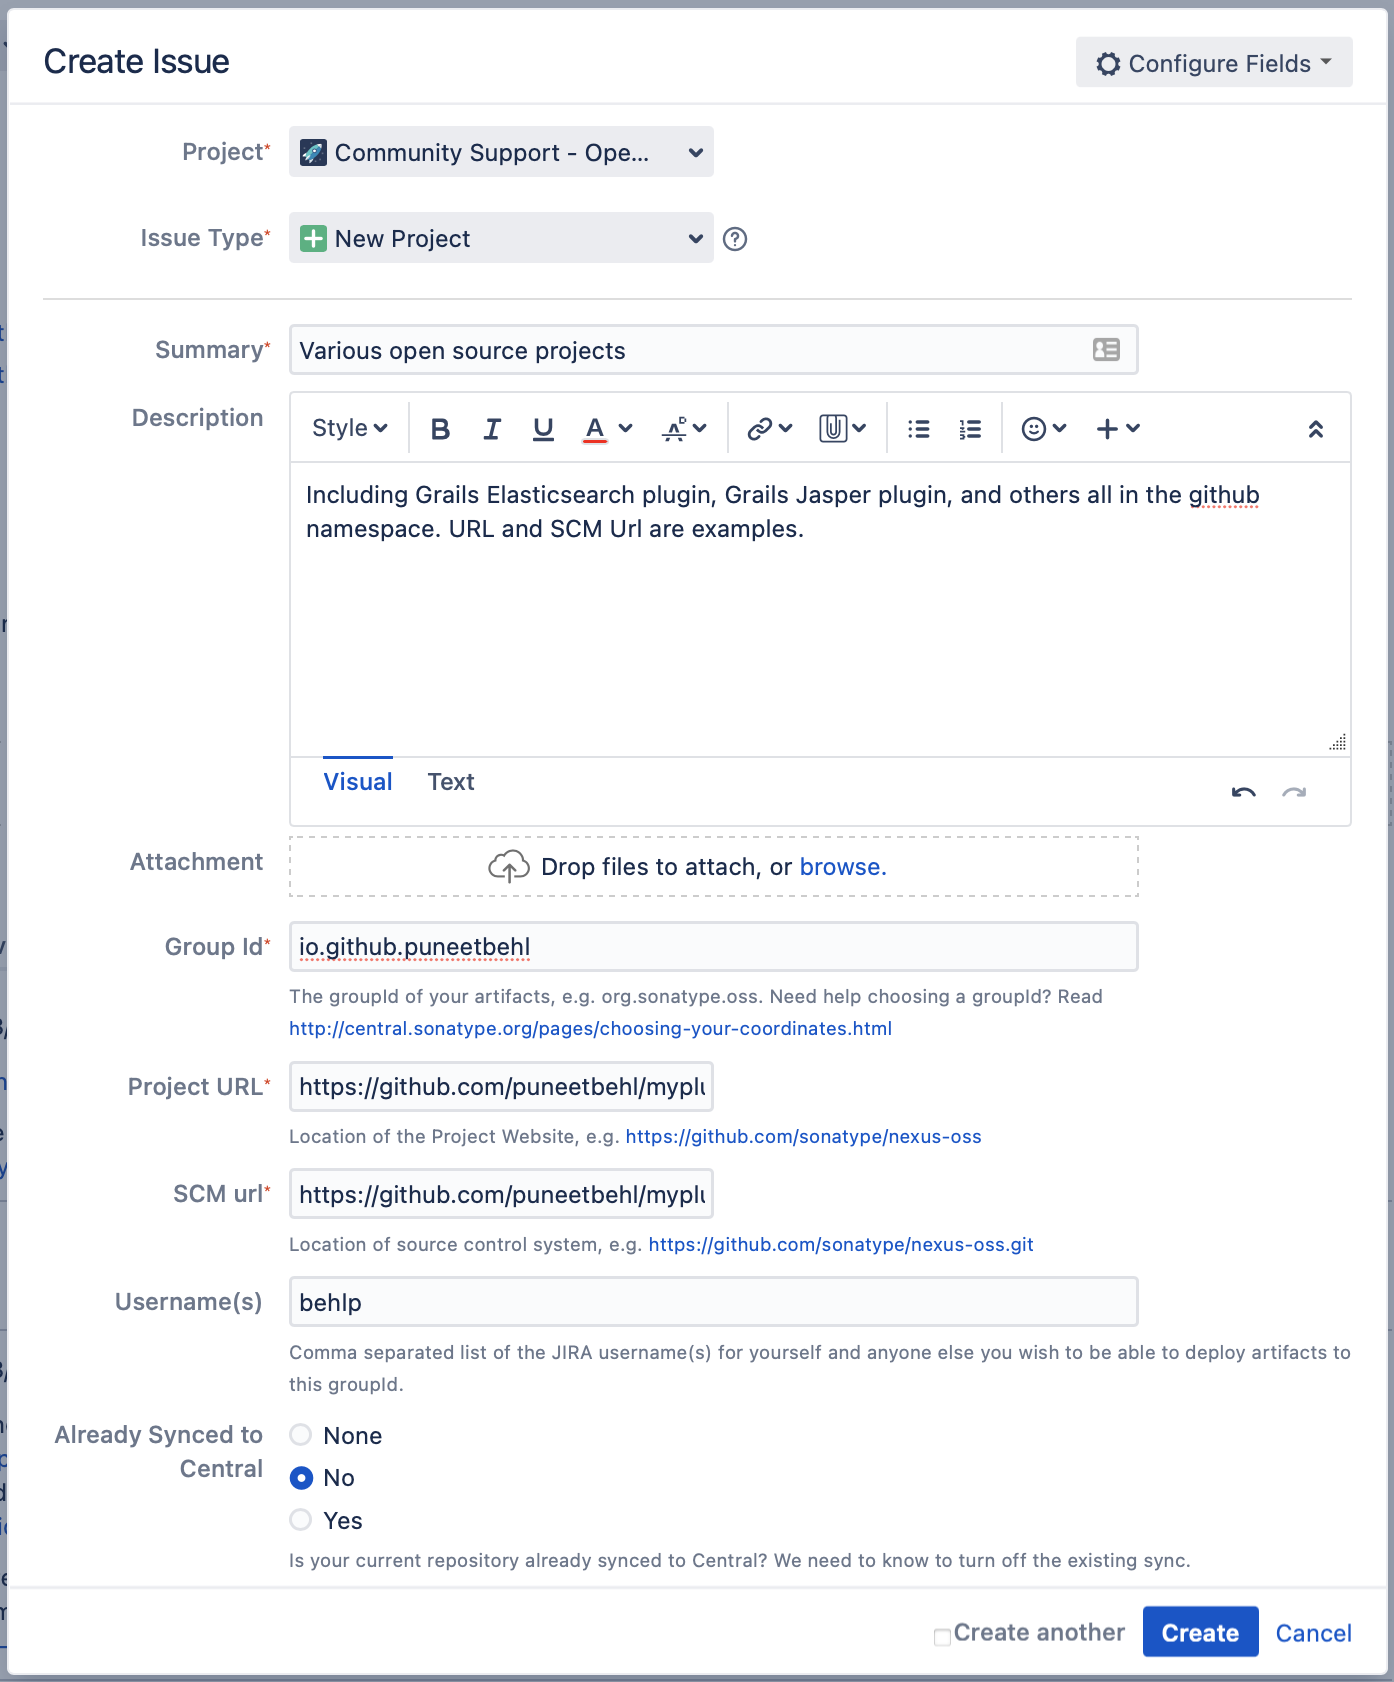 Create Issue
Configure Fields
Project*
Community Support - Ope...
Issue Type*
New Project
Summary*
Various open source projects
Description
Style
Including Grails Elasticsearch plugin, Grails Jasper plugin, and others all in the github
namespace. URL and SCM Url are examples.
Visual Text
Attachment
Drop files to attach, or browse.
Group Id*
io.github.puneetbehl
The groupId of your artifacts, e.g. org.sonatype.oss. Need help choosing a groupId? Read
http://central.sonatype.org/pages/choosing-your-coordinates.html
Project URL*
https://github.com/puneetbehl/myplu
Location of the Project Website, e.g. https://github.com/sonatype/nexus-oss
SCM url*
https://github.com/puneetbehl/myplu
Location of source control system, e.g. https://github.com/sonatype/nexus-oss.git
Username(s)
behlp
Comma separated list of the JIRA username(s) for yourself and anyone else you wish to be able to deploy artifacts to
this groupId.
Already Synced to
Central
None
No
Yes
Is your current repository already synced to Central? We need to know to turn off the existing sync.
Create another
Create
Cancel